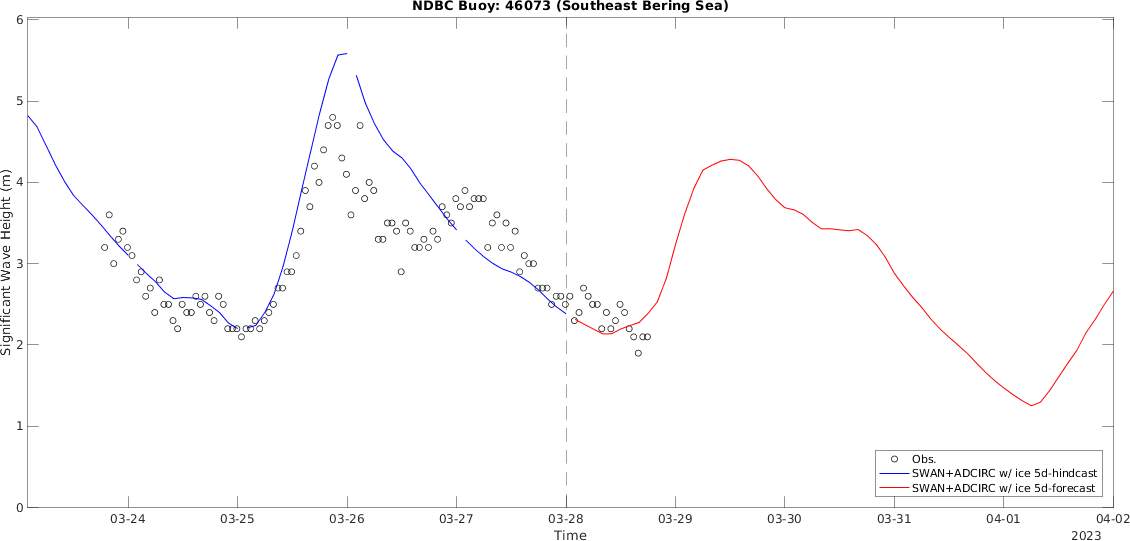 NDBC Buoy: 46073 (Southeast Bering Sea)
6
5
4
3
2
1
0
Significant Wave Height (m)
Obs.
SWAN+ADCIRC w/ ice 5d-hindcast
SWAN+ADCIRC w/ ice 5d-forecast
03-24 03-25 03-26 03-27 03-28 03-29 03-30 03-31 04-01 04-02
Time
2023